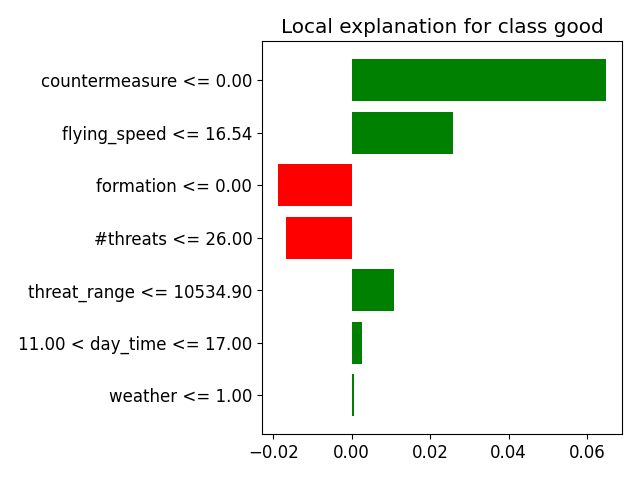 Local explanation for class good
countermeasure <= 0.00
flying_speed <= 16.54
formation <= 0.00
#threats <= 26.00
threat_range <= 10534.90
11.00 < day_time <= 17.00
weather <= 1.00
−0.02 0.00 0.02 0.04 0.06